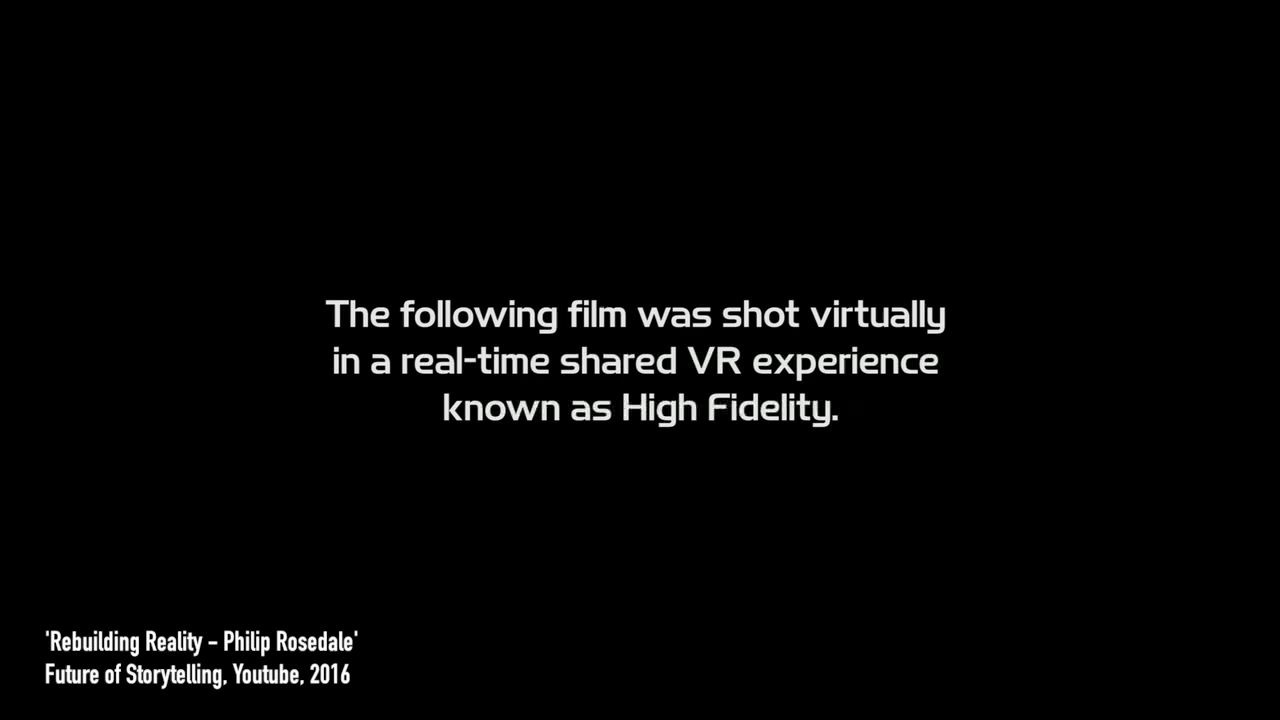 The following film was shot virtually
in a real-time shared VR experience
known as High Fidelity.
'Rebuilding Reality – Philip Rosedale'
Future of Storytelling, Youtube, 2016